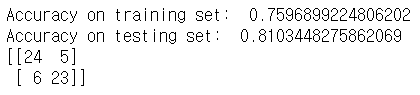 Accuracy on training set:  0.7596899224806202
Accuracy on testing set:  0.8103448275862069
[[24  5]
 [ 6 23]]